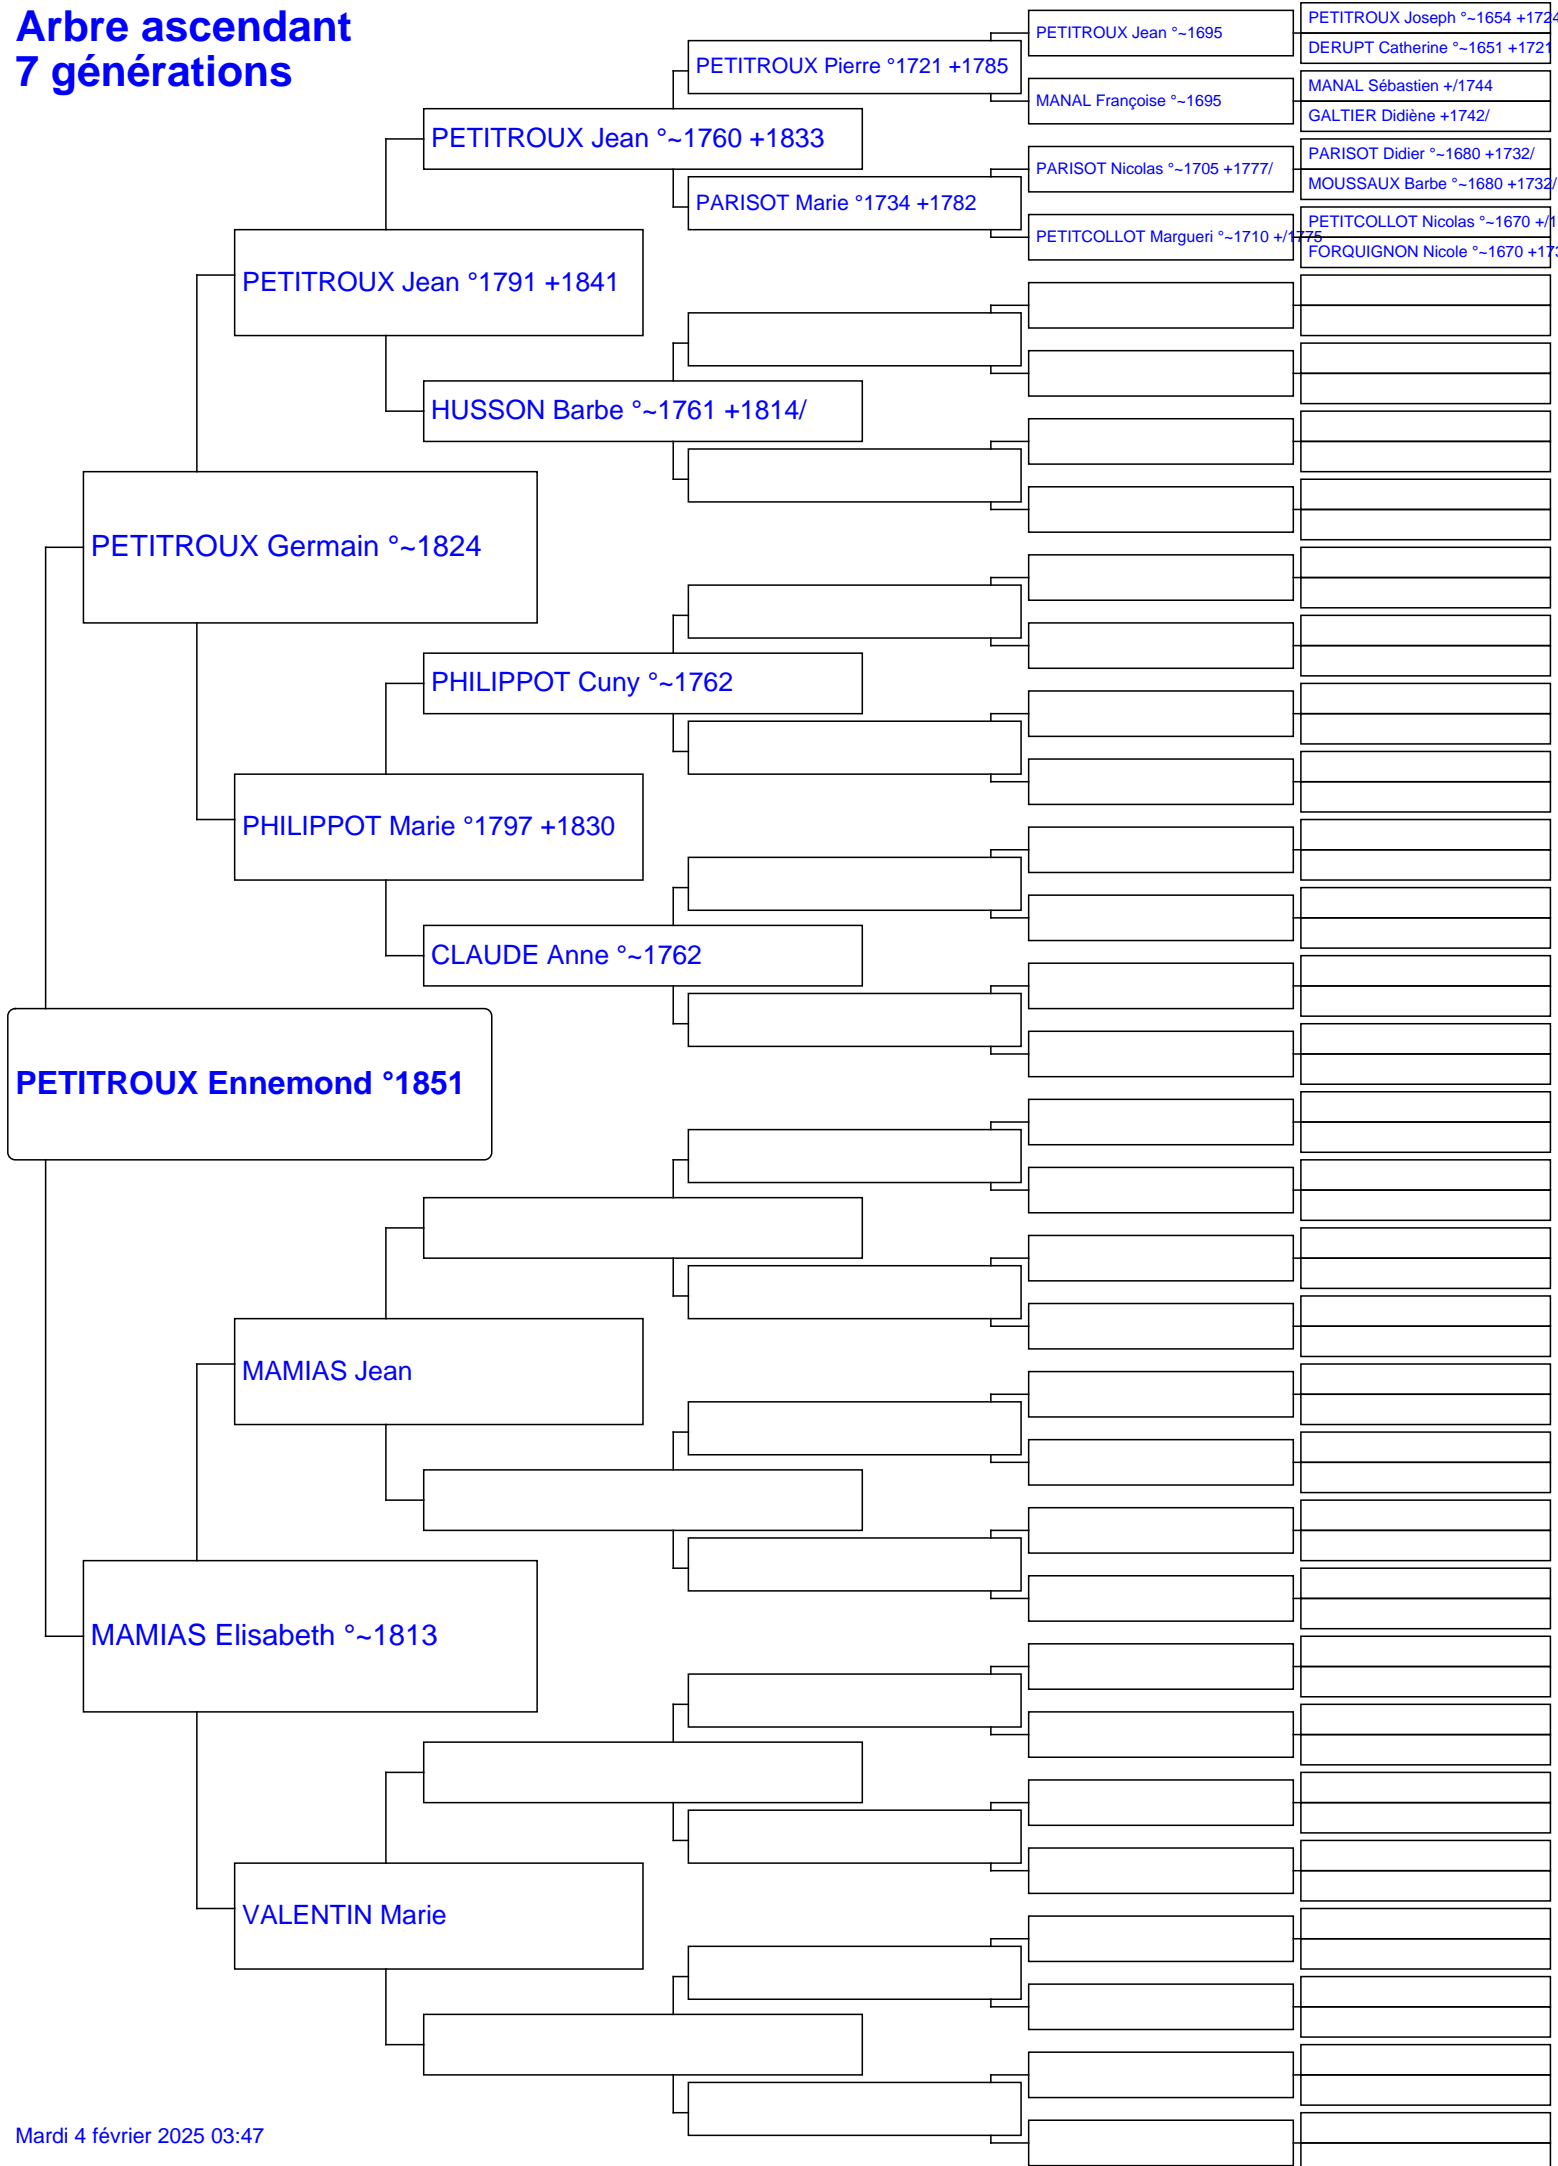 Arbre ascendant
7 générations
PETITROUX Joseph °~1654 +1724
PETITROUX Jean °~1695
DERUPT Catherine °~1651 +1721
PETITROUX Pierre °1721 +1785
MANAL Sébastien +/1744
MANAL Françoise °~1695
GALTIER Didiène +1742/
PETITROUX Jean °~1760 +1833
PARISOT Didier °~1680 +1732/
PARISOT Nicolas °~1705 +1777/
MOUSSAUX Barbe °~1680 +1732/
PARISOT Marie °1734 +1782
PETITCOLLOT Nicolas °~1670
PETITCOLLOT Margueri °~1710 +/1775
FORQUIGNON Nicole °~1670
PETITROUX Jean °1791 +1841
HUSSON Barbe °~1761 +1814/
PETITROUX Germain °~1824
PHILIPPOT Cuny °~1762
PHILIPPOT Marie °1797 +1830
CLAUDE Anne °~1762
PETITROUX Ennemond °1851
MAMIAS Jean
MAMIAS Elisabeth °~1813
VALENTIN Marie
Mardi 4 février 2025 03:47